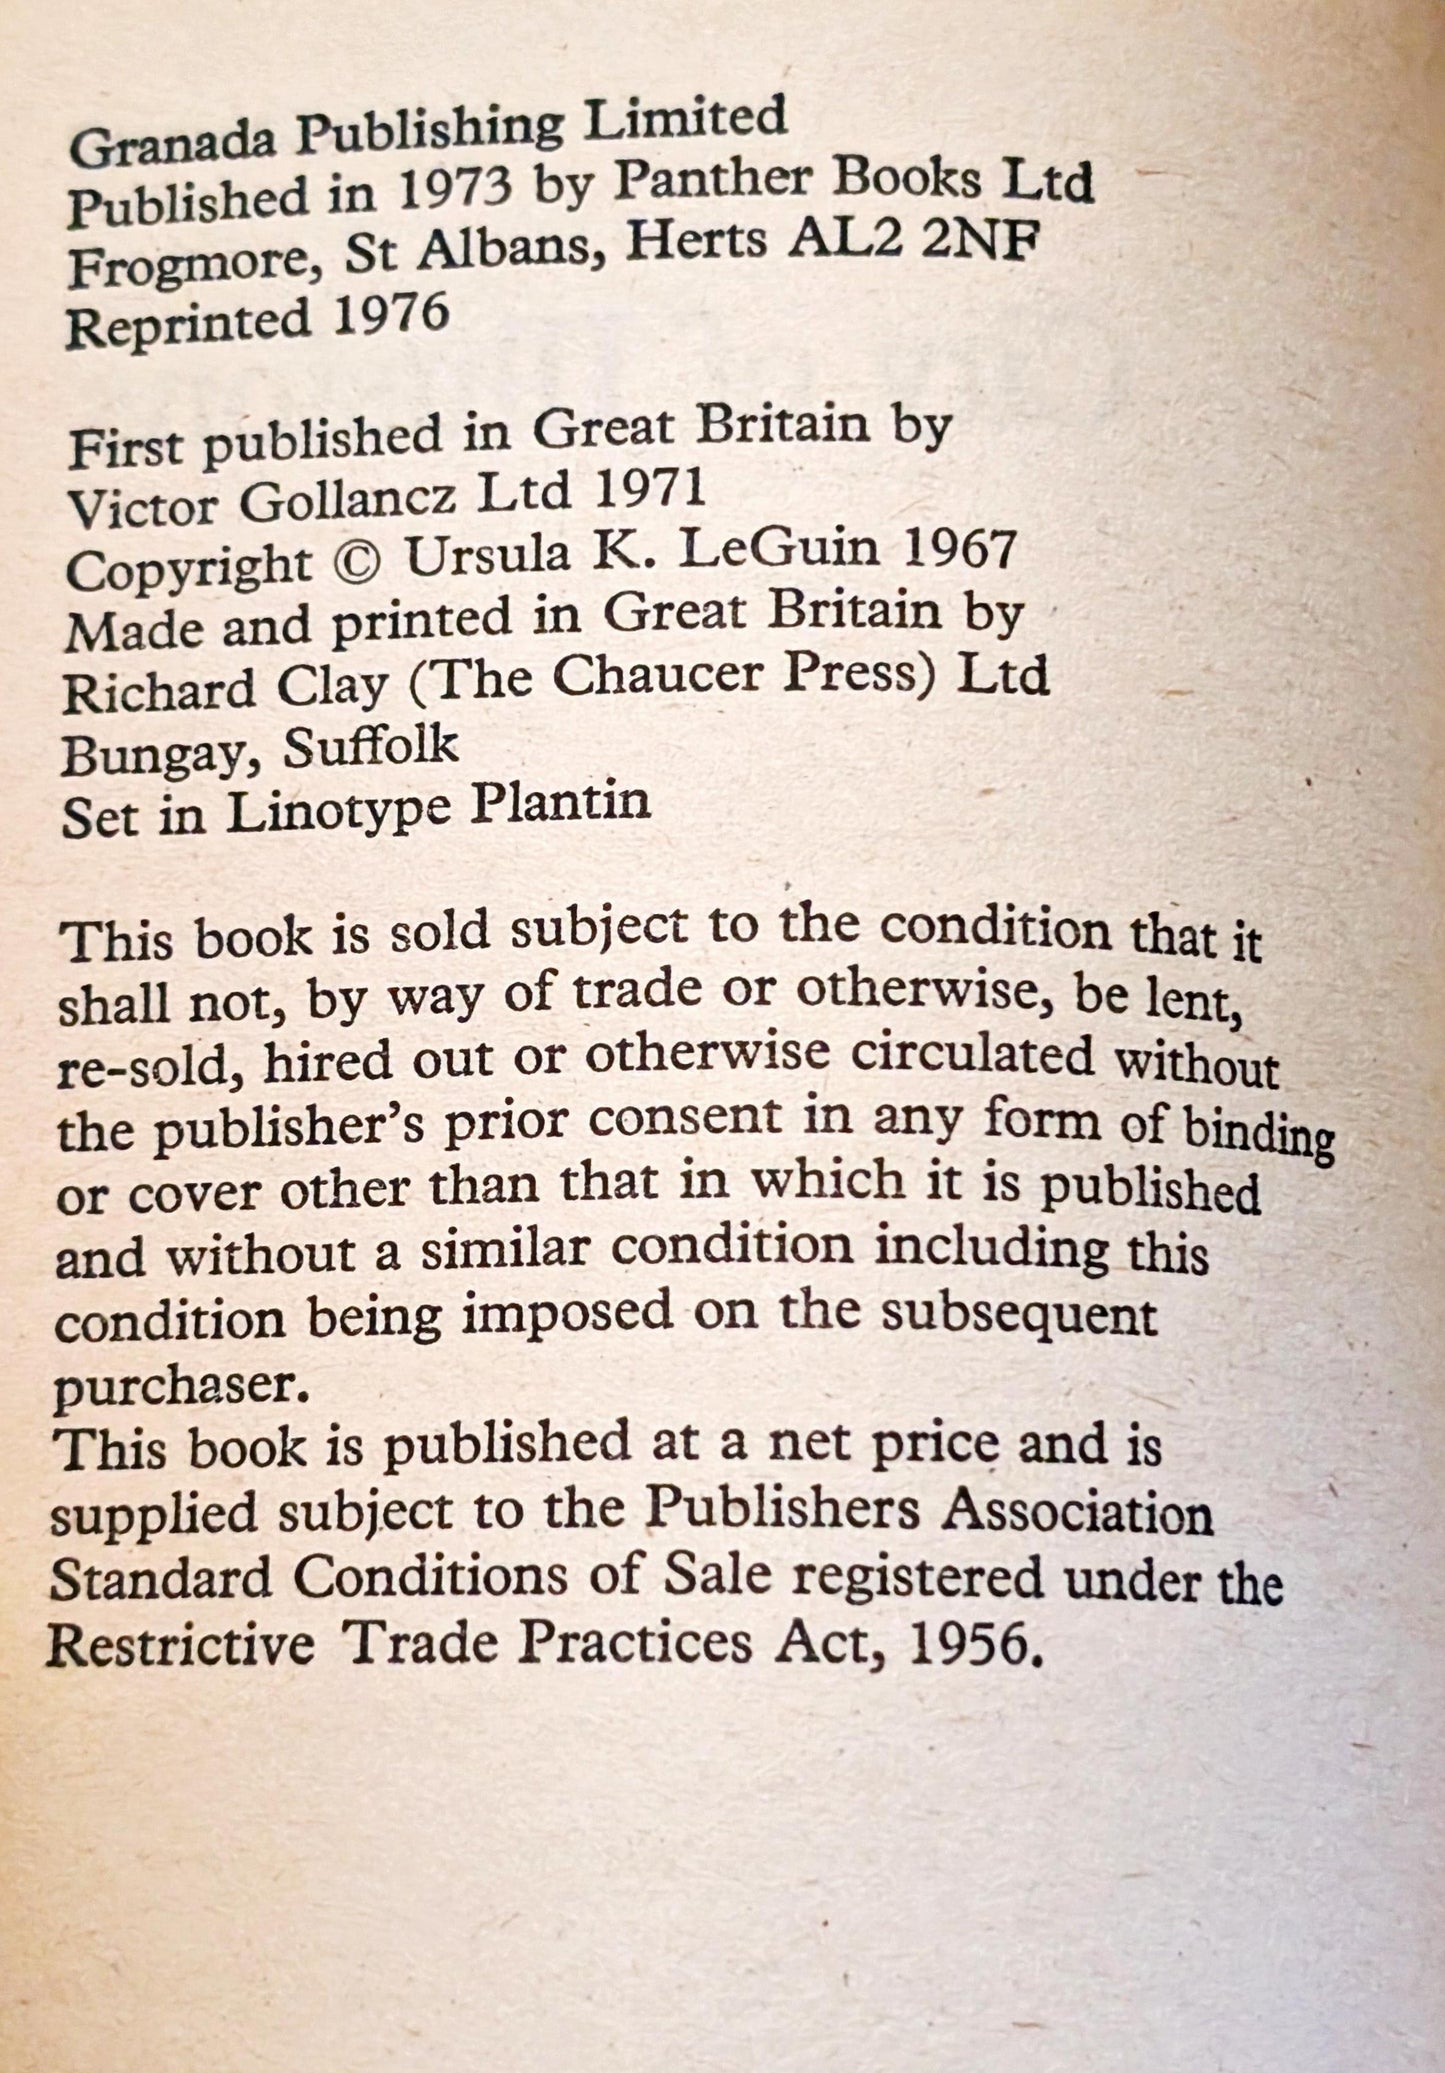 Granada Publishing Limited
Published in 1973 by Panther Books Ltd
Frogmore, St Albans, Herts AL2 2NF
Reprinted 1976
First published in Great Britain by
Victor Gollancz Ltd 1971
Copyright © Ursula K. LeGuin 1967
Made and printed in Great Britain by
Richard Clay (The Chaucer Press) Ltd
Bungay, Suffolk
Set in Linotype Plantin
This book is sold subject to the condition that it
shall not, by way of trade or otherwise, be lent,
re-sold, hired out or otherwise circulated without
the publisher's prior consent in any form of binding
or cover other than that in which it is published
and without a similar condition including this
condition being imposed on the subsequent
purchaser.
This book is published at a net price and is
supplied subject to the Publishers Association
Standard Conditions of Sale registered under the
Restrictive Trade Practices Act, 1956.